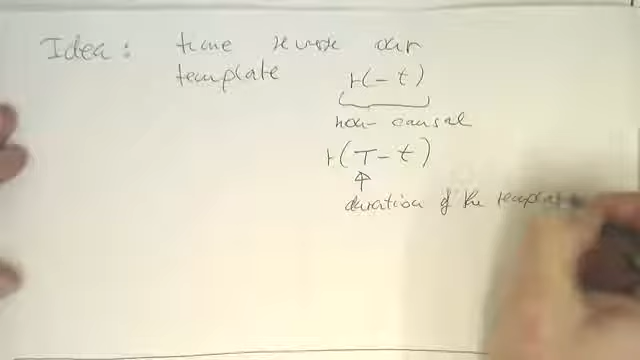 Idea: time reverse our
template r(-t)
non-causal
r(T-t)
duration of the template